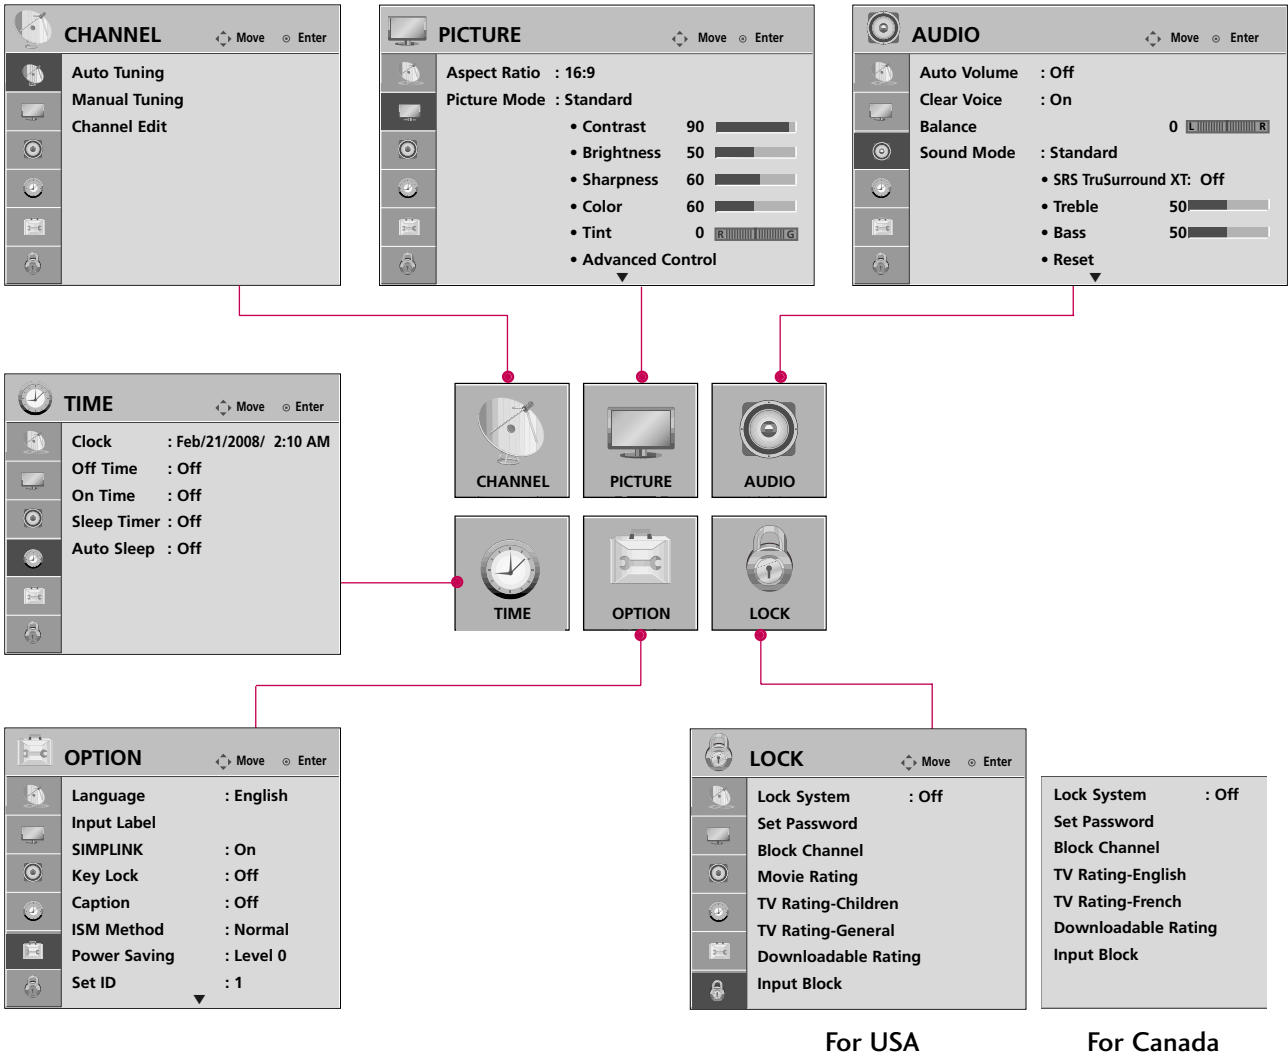 CHANNEL Move Enter
Auto Tuning
Manual Tuning
Channel Edit
PICTURE Move Enter
Aspect Ratio : 16:9
Picture Mode : Standard
• Contrast 90
• Brightness 50
• Sharpness 60
• Color 60
• Tint 0 R G
• Advanced Control
AUDIO Move Enter
Auto Volume : Off
Clear Voice : On
Balance 0 L R
Sound Mode : Standard
• SRS TruSurround XT: Off
• Treble 50
• Bass 50
• Reset
TIME Move Enter
Clock : Feb/21/2008/ 2:10 AM
Off Time : Off
On Time : Off
Sleep Timer : Off
Auto Sleep : Off
CHANNEL
PICTURE
AUDIO
TIME
OPTION
LOCK
OPTION Move Enter
Language : English
Input Label
SIMPLINK : On
Key Lock : Off
Caption : Off
ISM Method : Normal
Power Saving : Level 0
Set ID : 1
LOCK Move Enter
Lock System : Off
Set Password
Block Channel
Movie Rating
TV Rating-Children
TV Rating-General
Downloadable Rating
Input Block
For USA
Lock System : Off
Set Password
Block Channel
TV Rating-English
TV Rating-French
Downloadable Rating
Input Block
For Canada